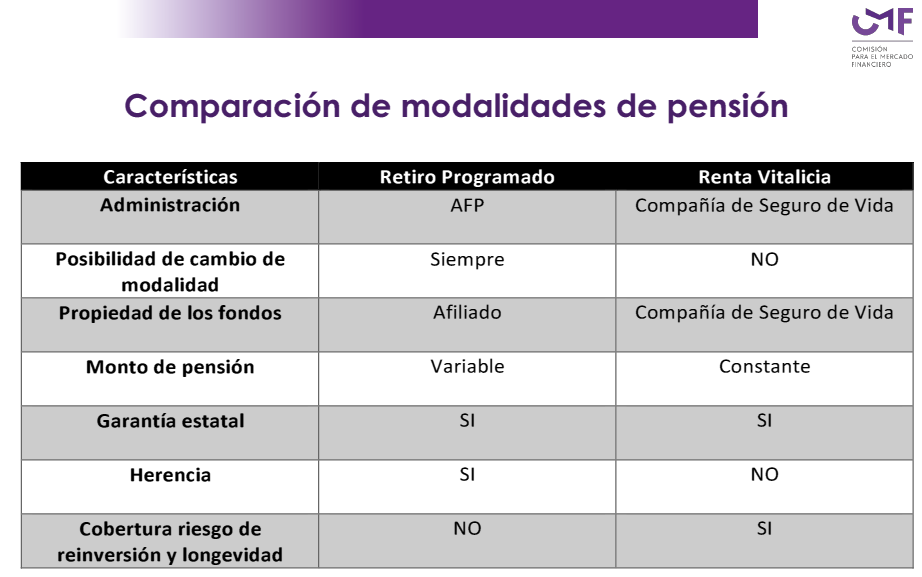 CMF
COMISIÓN
PARA EL MERCADO
FINANCIERO
Comparación de modalidades de pensión
Características Retiro Programado Renta Vitalicia
Administración AFP Compañía de Seguro de Vida
Posibilidad de cambio de modalidad Siempre NO
Propiedad de los fondos Afiliado Compañía de Seguro de Vida
Monto de pensión Variable Constante
Garantía estatal SI SI
Herencia SI NO
Cobertura riesgo de reinversión y longevidad NO SI